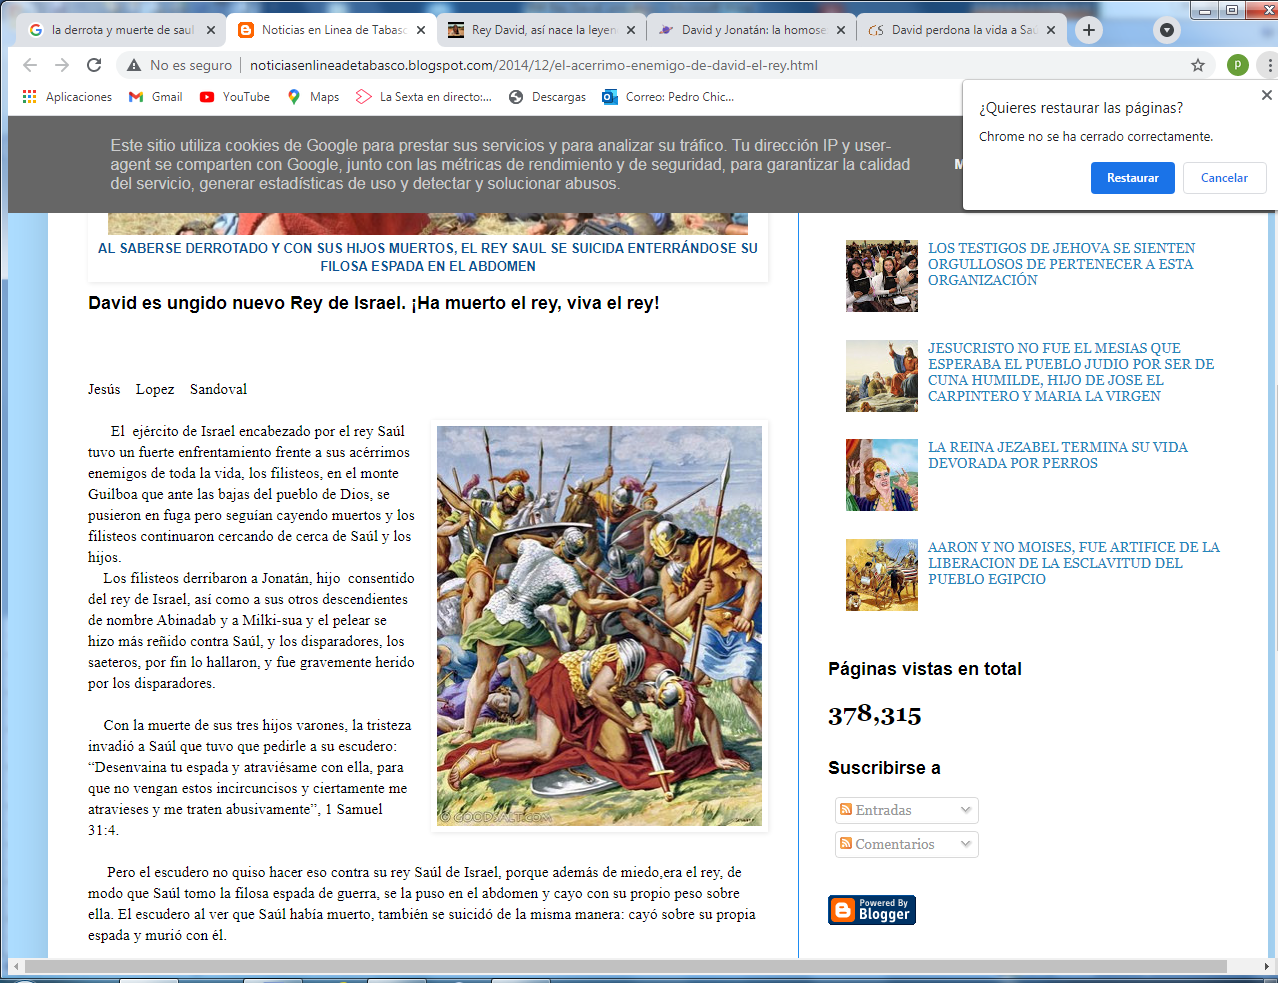 la derrota y muerte de saul
Noticias en Linea de Tabasc
Rey David, así nace la leyen
David y Jonatán: la homose
David perdona la vida a Saú
No es seguro
noticiasenlineadetabasco.blogspot.com/2014/12/el-acerrimo-enemigo-de-david-el-rey.html
p
Aplicaciones
Gmail
YouTube
Maps
La Sexta en directo:...
Descargas
Correo: Pedro Chic...
¿Quieres restaurar las páginas?
Chrome no se ha cerrado correctamente.
Restaurar
Cancelar
Este sitio utiliza cookies de Google para prestar sus servicios y para analizar su tráfico. Tu dirección IP y user-
agent se comparten con Google, junto con las métricas de rendimiento y de seguridad, para garantizar la calidad
del servicio, generar estadísticas de uso y detectar y solucionar abusos.
AL SABERSE DERROTADO Y CON SUS HIJOS MUERTOS, EL REY SAUL SE SUICIDA ENTERRÁNDOSE SU
FILOSA ESPADA EN EL ABDOMEN
David es ungido nuevo Rey de Israel. ¡Ha muerto el rey, viva el rey!
Jesús Lopez Sandoval
El ejército de Israel encabezado por el rey Saúl
tuvo un fuerte enfrentamiento frente a sus acérrimos
enemigos de toda la vida, los filisteos, en el monte
Guilboa que ante las bajas del pueblo de Dios, se
pusieron en fuga pero seguían cayendo muertos y los
filisteos continuaron cercando de cerca de Saúl y los
hijos.
Los filisteos derribaron a Jonatán, hijo consentido
del rey de Israel, así como a sus otros descendientes
de nombre Abinadab y a Milki-sua y el pelear se
hizo más reñido contra Saúl, y los disparadores, los
saeteros, por fín lo hallaron, y fue gravemente herido
por los disparadores.
Con la muerte de sus tres hijos varones, la tristeza
invadió a Saúl que tuvo que pedirle a su escudero:
“Desenvaina tu espada y atraviésame con ella, para
que no vengan estos incircuncisos y ciertamente me
atravieses y me traten abusivamente”, 1 Samuel
31:4.
© GOODSALT.COM
Pero el escudero no quiso hacer eso contra su rey Saúl de Israel, porque además de miedo,era el rey, de
modo que Saúl tomo la filosa espada de guerra, se la puso en el abdomen y cayo con su propio peso sobre
ella. El escudero al ver que Saúl había muerto, también se suicidó de la misma manera: cayó sobre su propia
espada y murió con él.
LOS TESTIGOS DE JEHOVA SE SIENTEN
ORGULLOSOS DE PERTENECER A ESTA
ORGANIZACIÓN
JESUCRISTO NO FUE EL MESIAS QUE
ESPERABA EL PUEBLO JUDIO POR SER DE
CUNA HUMILDE, HIJO DE JOSE EL
CARPINTERO Y MARIA LA VIRGEN
LA REINA JEZABEL TERMINA SU VIDA
DEVORADA POR PERROS
AARON Y NO MOISES, FUE ARTIFICE DE LA
LIBERACION DE LA ESCLAVITUD DEL
PUEBLO EGIPCIO
Páginas vistas en total
378,315
Suscribirse a
Entradas
Comentarios
Powered By
Blogger